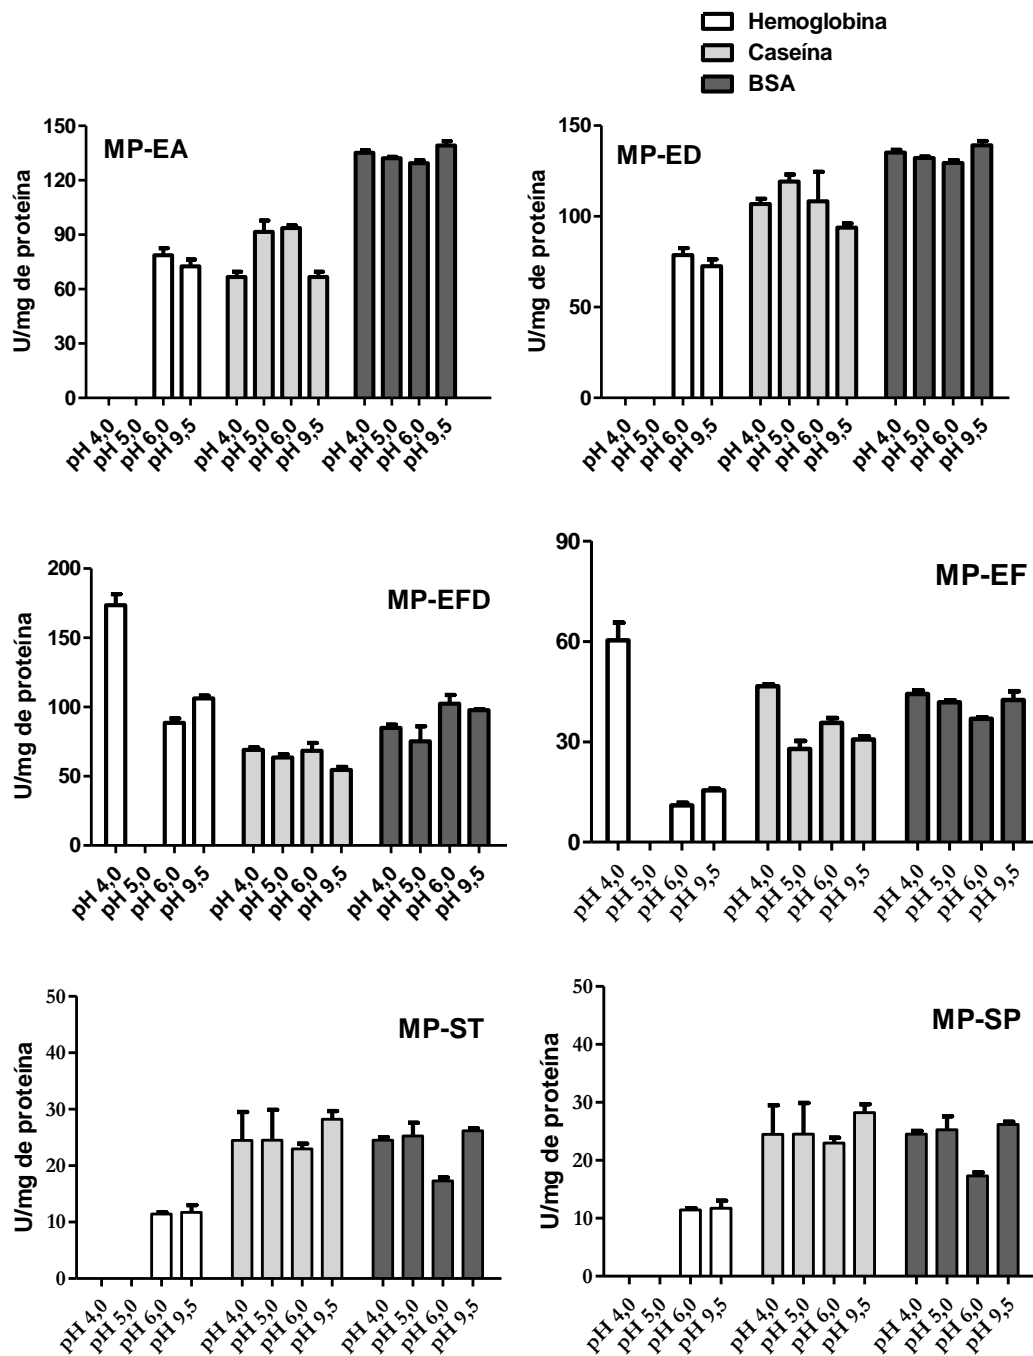 Hemoglobina
Caseína
BSA
MP-EA
U/mg de proteína
150
120
90
60
30
0
pH 4,0
pH 5,0
pH 6,0
pH 9,5
pH 4,0
pH 5,0
pH 6,0
pH 9,5
pH 4,0
pH 5,0
pH 6,0
pH 9,5
MP-ED
U/mg de proteína
150
100
50
0
pH 4,0
pH 5,0
pH 6,0
pH 9,5
pH 4,0
pH 5,0
pH 6,0
pH 9,5
pH 4,0
pH 5,0
pH 6,0
pH 9,5
MP-EFD
U/mg de proteína
200
150
100
50
0
pH 4,0
pH 5,0
pH 6,0
pH 9,5
pH 4,0
pH 5,0
pH 6,0
pH 9,5
pH 4,0
pH 5,0
pH 6,0
pH 9,5
MP-EF
90
60
30
0
pH 4,0
pH 5,0
pH 6,0
pH 9,5
pH 4,0
pH 5,0
pH 6,0
pH 9,5
pH 4,0
pH 5,0
pH 6,0
pH 9,5
MP-ST
U/mg de proteína
50
40
30
20
10
0
pH 4,0
pH 5,0
pH 6,0
pH 9,5
pH 4,0
pH 5,0
pH 6,0
pH 9,5
pH 4,0
pH 5,0
pH 6,0
pH 9,5
MP-SP
U/mg de proteína
50
40
30
20
10
0
pH 4,0
pH 5,0
pH 6,0
pH 9,5
pH 4,0
pH 5,0
pH 6,0
pH 9,5
pH 4,0
pH 5,0
pH 6,0
pH 9,5